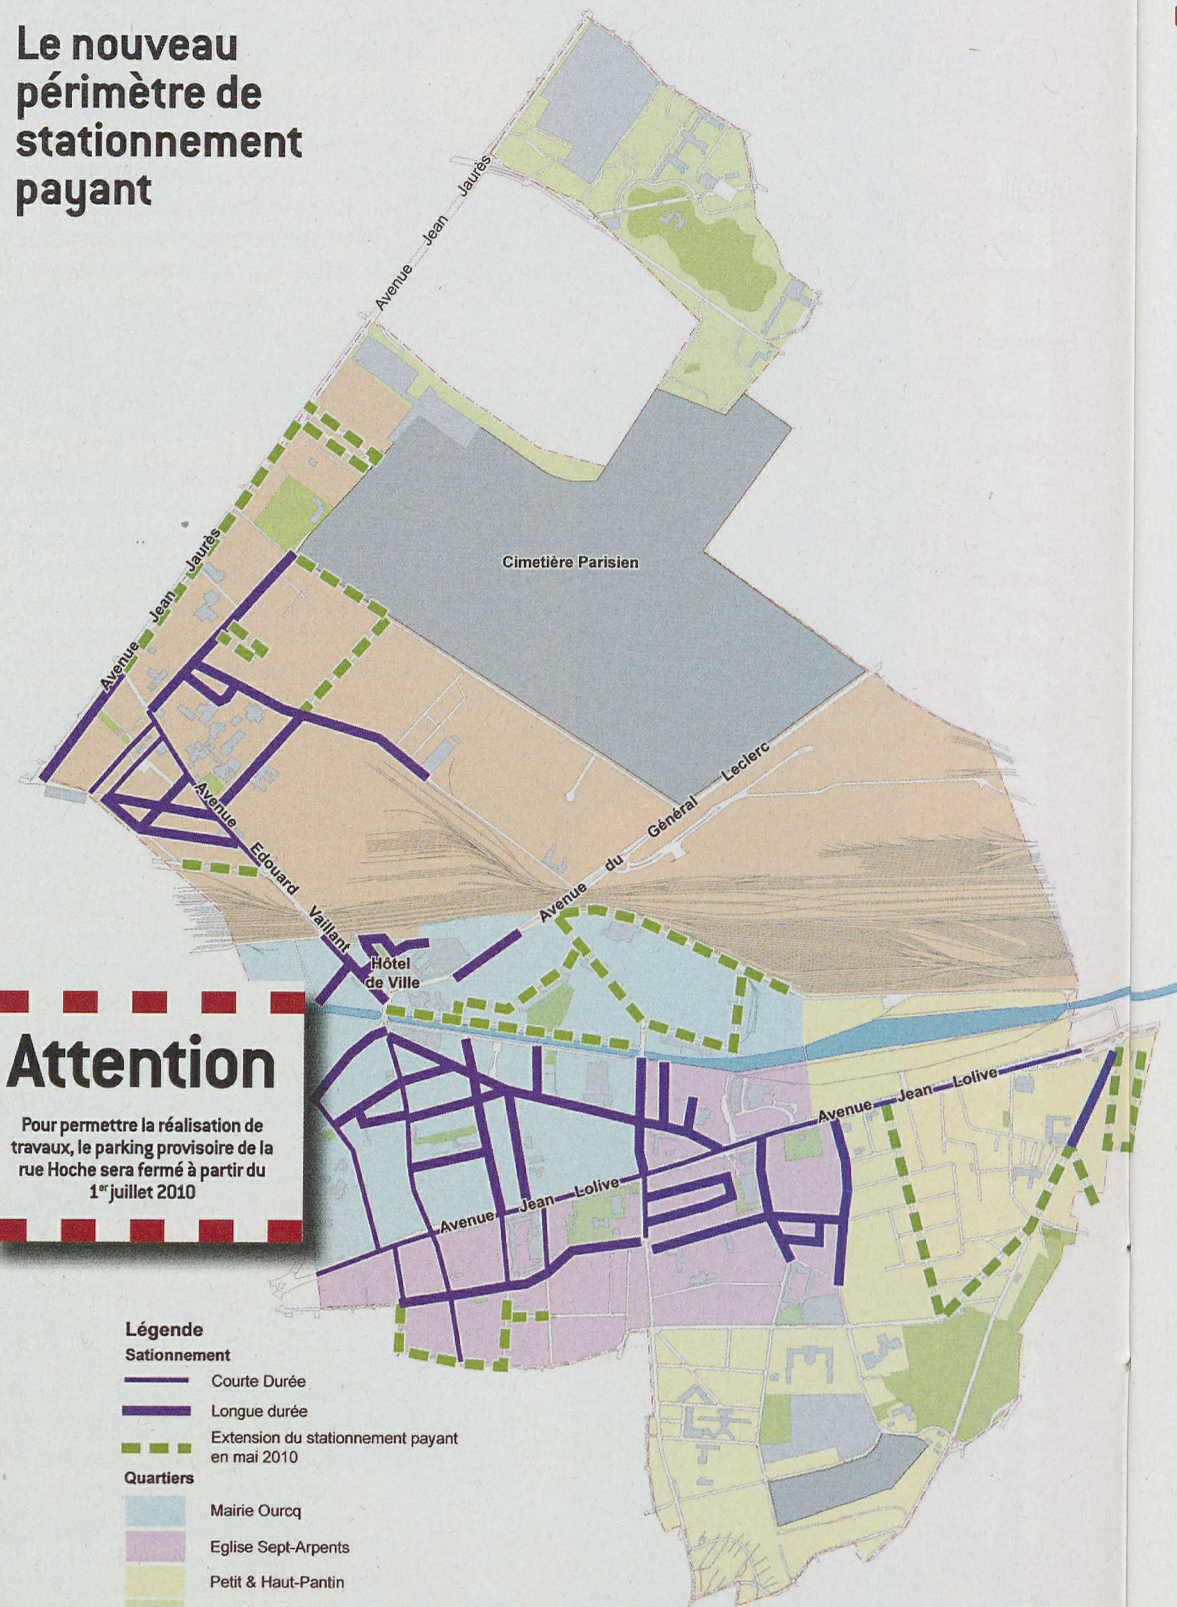 Le nouveau
périmètre de
stationnement
payant
Avenue Jean Jaurès
Cimetière Parisien
Avenue Jean Jaurès
Avenue du Général Leclerc
Avenue Edouard Vaillant
Hôtel
de Ville
Avenue Jean Lolive
Avenue Jean Lolive
Attention
Pour permettre la réalisation de
travaux, le parking provisoire de la
rue Hoche sera fermé à partir du
1er juillet 2010
Légende
Sationnement
Courte Durée
Longue durée
Extension du stationnement payant
en mai 2010
Quartiers
Mairie Ourcq
Eglise Sept-Arpents
Petit & Haut-Pantin